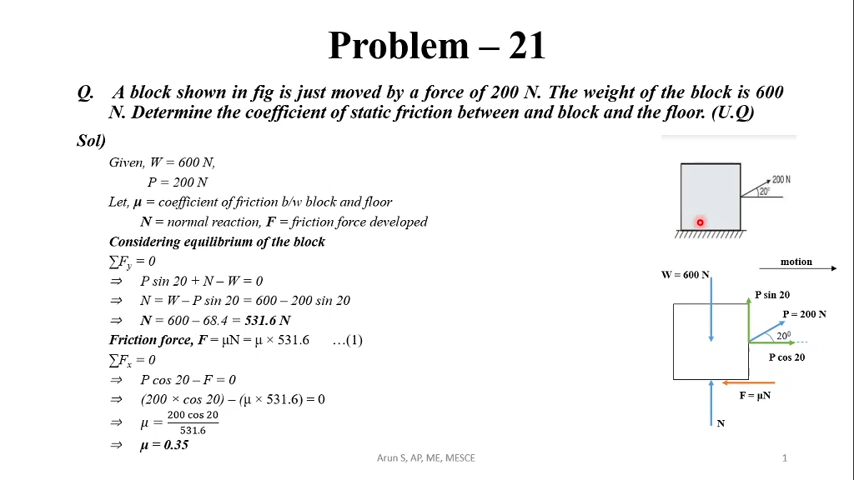 Problem – 21
Q. A block shown in fig is just moved by a force of 200 N. The weight of the block is 600
N. Determine the coefficient of static friction between and block and the floor. (U.Q)
Sol)
Given, W = 600 N,
P = 200 N
Let, μ = coefficient of friction b/w block and floor
N = normal reaction, F = friction force developed
Considering equilibrium of the block
∑Fy = 0
⇒ P sin 20 + N – W = 0
⇒ N = W – P sin 20 = 600 – 200 sin 20
⇒ N = 600 – 68.4 = 531.6 N
Friction force, F = μN = μ × 531.6 …(1)
∑Fx = 0
⇒ P cos 20 – F = 0
⇒ (200 × cos 20) – (μ × 531.6) = 0
⇒ μ = 200 cos 20 / 531.6
⇒ μ = 0.35
200 N
20°
motion
W = 600 N
P sin 20
P = 200 N
20⁰
P cos 20
F = μN
N
Arun S, AP, ME, MESCE
1